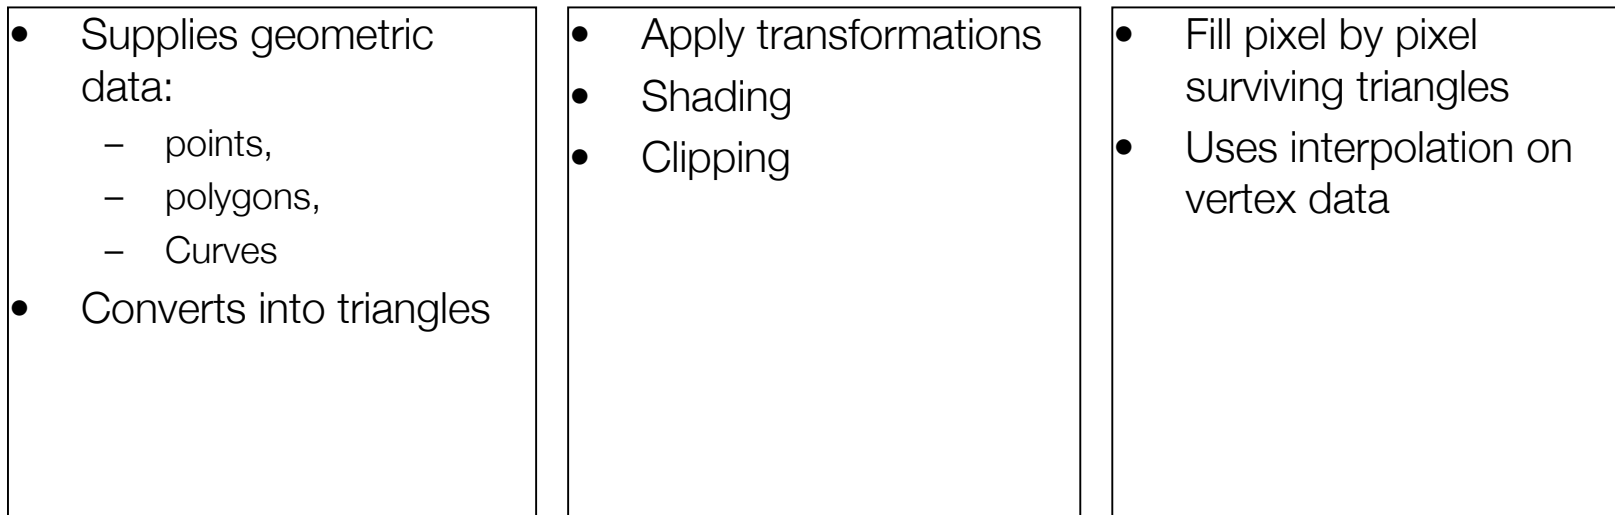 • Supplies geometric
data:
– points,
– polygons,
– Curves
• Converts into triangles
• Apply transformations
• Shading
• Clipping
• Fill pixel by pixel
surviving triangles
• Uses interpolation on
vertex data